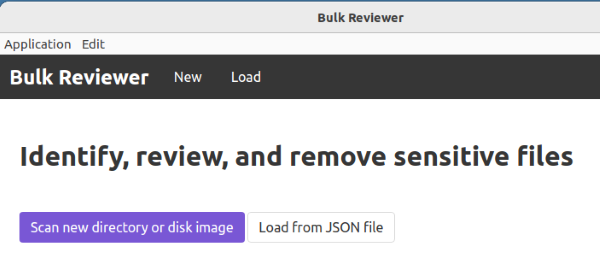 Bulk Reviewer
Application Edit
Bulk Reviewer New Load
Identify, review, and remove sensitive files
Scan new directory or disk image Load from JSON file